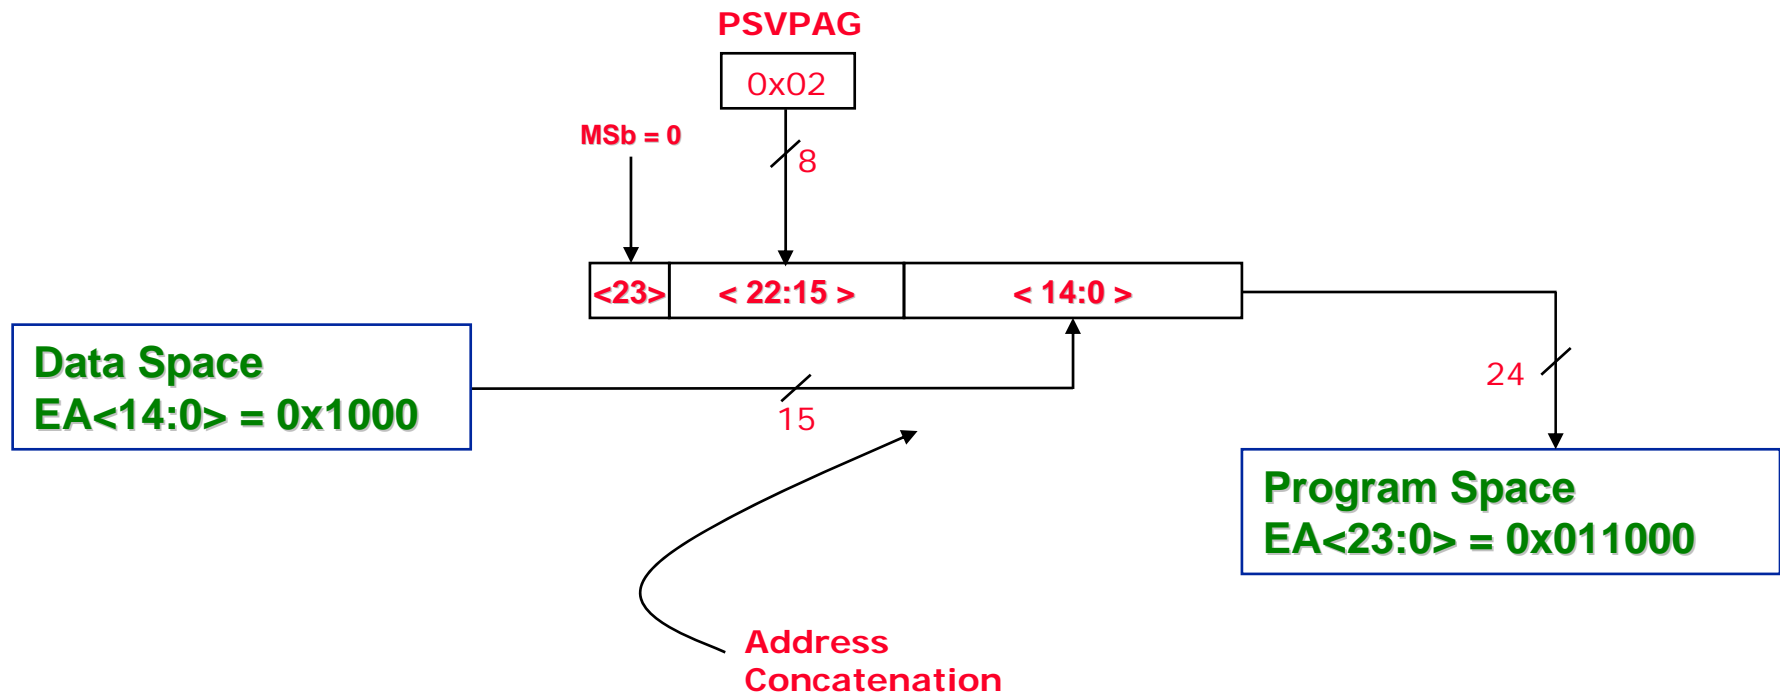 PSVPAG
0x02
MSb = 0
8
<23>
< 22:15 >
< 14:0 >
Data Space
EA<14:0> = 0x1000
15
24
Program Space
EA<23:0> = 0x011000
Address
Concatenation